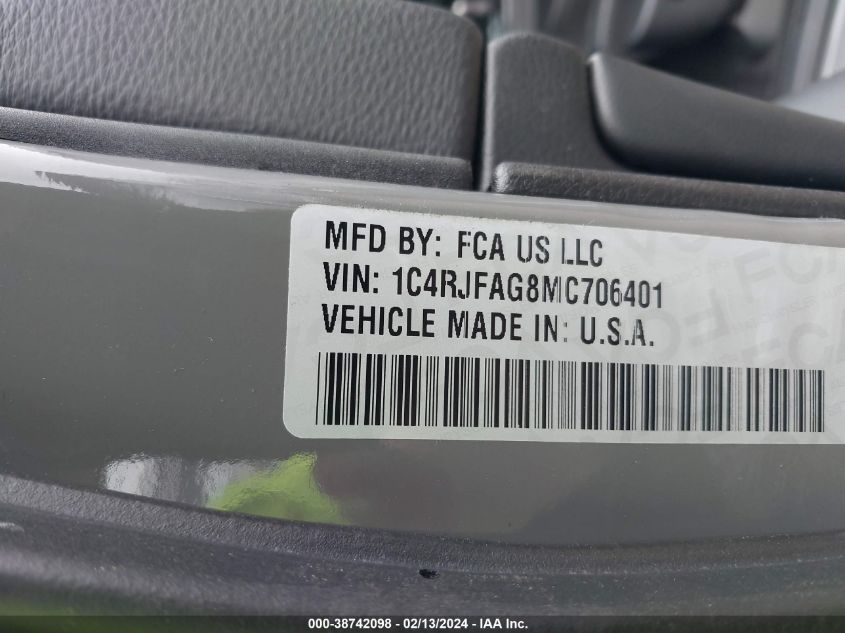 MFD BY: FCA US LLC
VIN: 1C4RJFAG8MC706401
VEHICLE MADE IN: U.S.A.
000-38742098 - 02/13/2024 - IAA Inc.